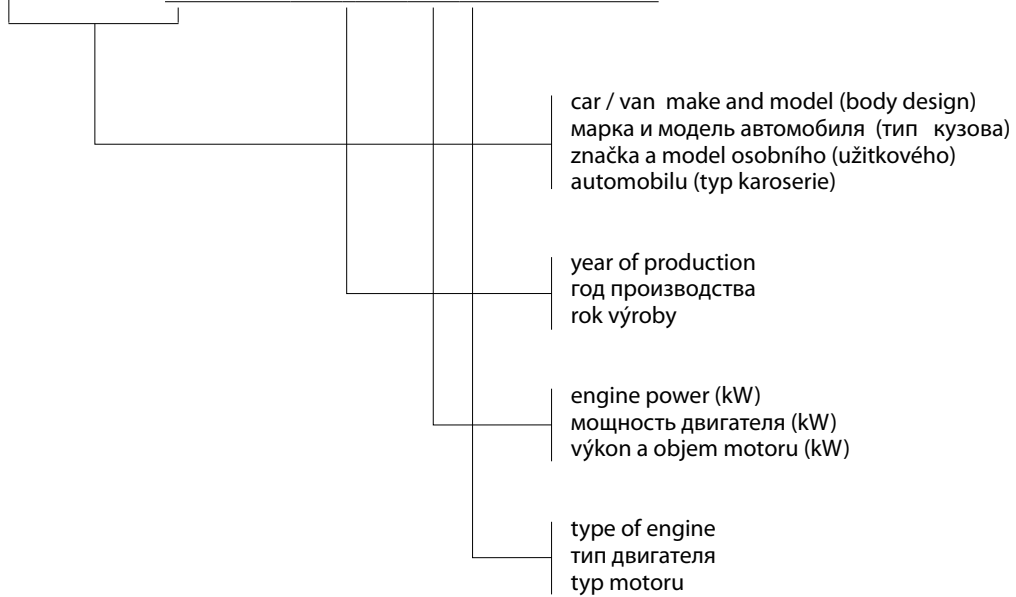 car / van make and model (body design)
марка и модель автомобиля (тип кузова)
značka a model osobního (užitkového)
automobilu (typ karoserie)
year of production
год производства
rok výroby
engine power (kW)
мощность двигателя (kW)
výkon a objem motoru (kW)
type of engine
тип двигателя
typ motoru